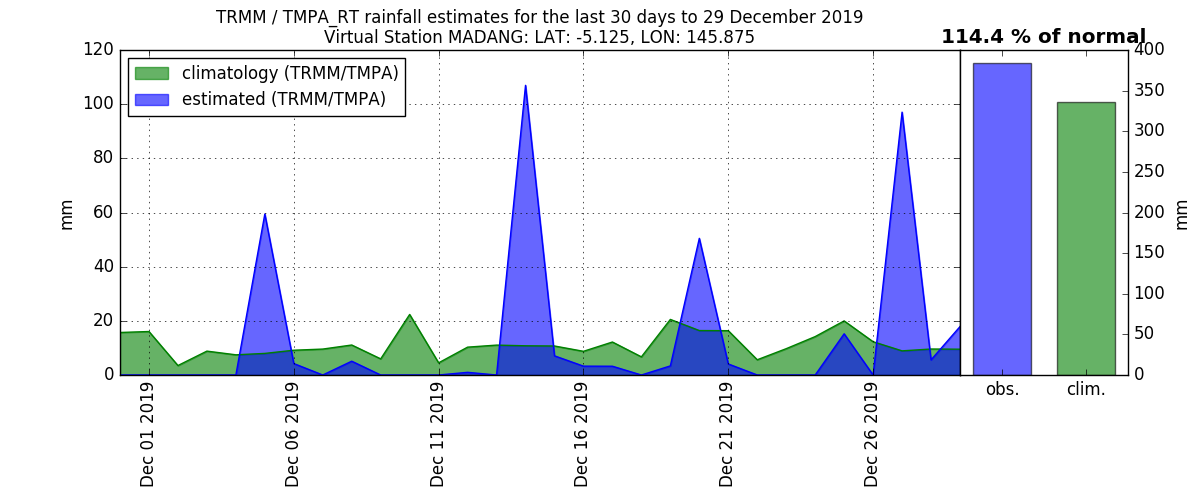 TRMM / TMPA_RT rainfall estimates for the last 30 days to 29 December 2019
Virtual Station MADANG: LAT: -5.125, LON: 145.875
114.4 % of normal
climatology (TRMM/TMPA)
estimated (TRMM/TMPA)
mm
120
100
80
60
40
20
0
Dec 01 2019
Dec 06 2019
Dec 11 2019
Dec 16 2019
Dec 21 2019
Dec 26 2019
obs.
clim.
400
350
300
250
200
150
100
50
0
mm